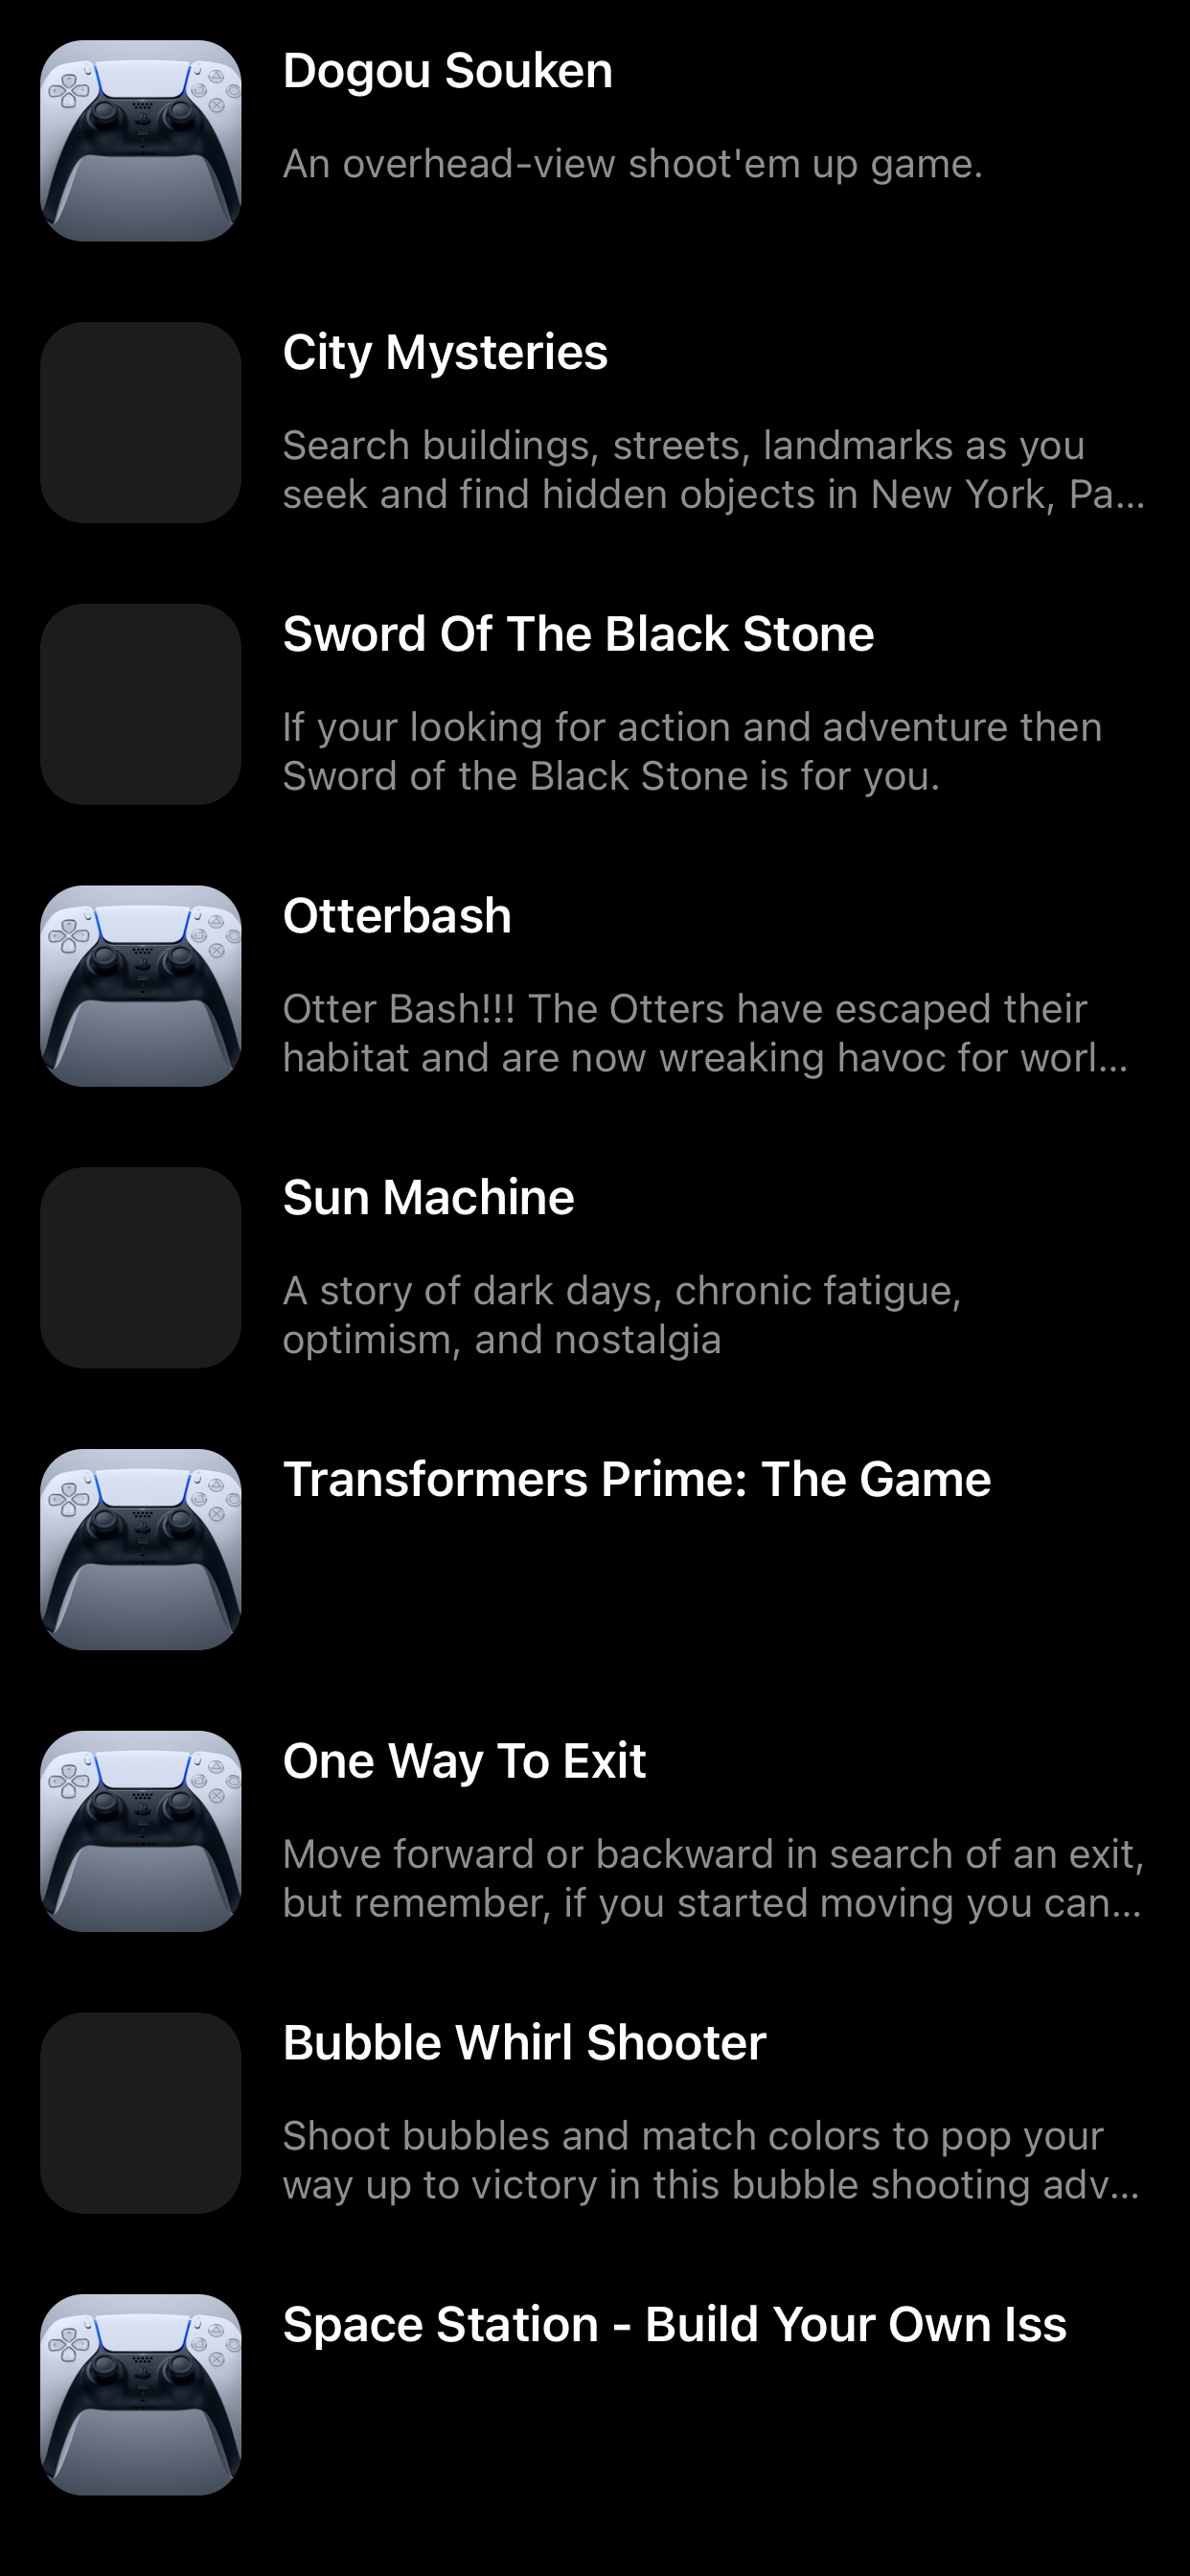 Dogou Souken
An overhead-view shoot'em up game.
City Mysteries
Search buildings, streets, landmarks as you
seek and find hidden objects in New York, Pa...
Sword Of The Black Stone
If your looking for action and adventure then
Sword of the Black Stone is for you.
Otterbash
Otter Bash!!! The Otters have escaped their
habitat and are now wreaking havoc for worl...
Sun Machine
A story of dark days, chronic fatigue,
optimism, and nostalgia
Transformers Prime: The Game
One Way To Exit
Move forward or backward in search of an exit,
but remember, if you started moving you can...
Bubble Whirl Shooter
Shoot bubbles and match colors to pop your
way up to victory in this bubble shooting adv...
Space Station - Build Your Own Iss